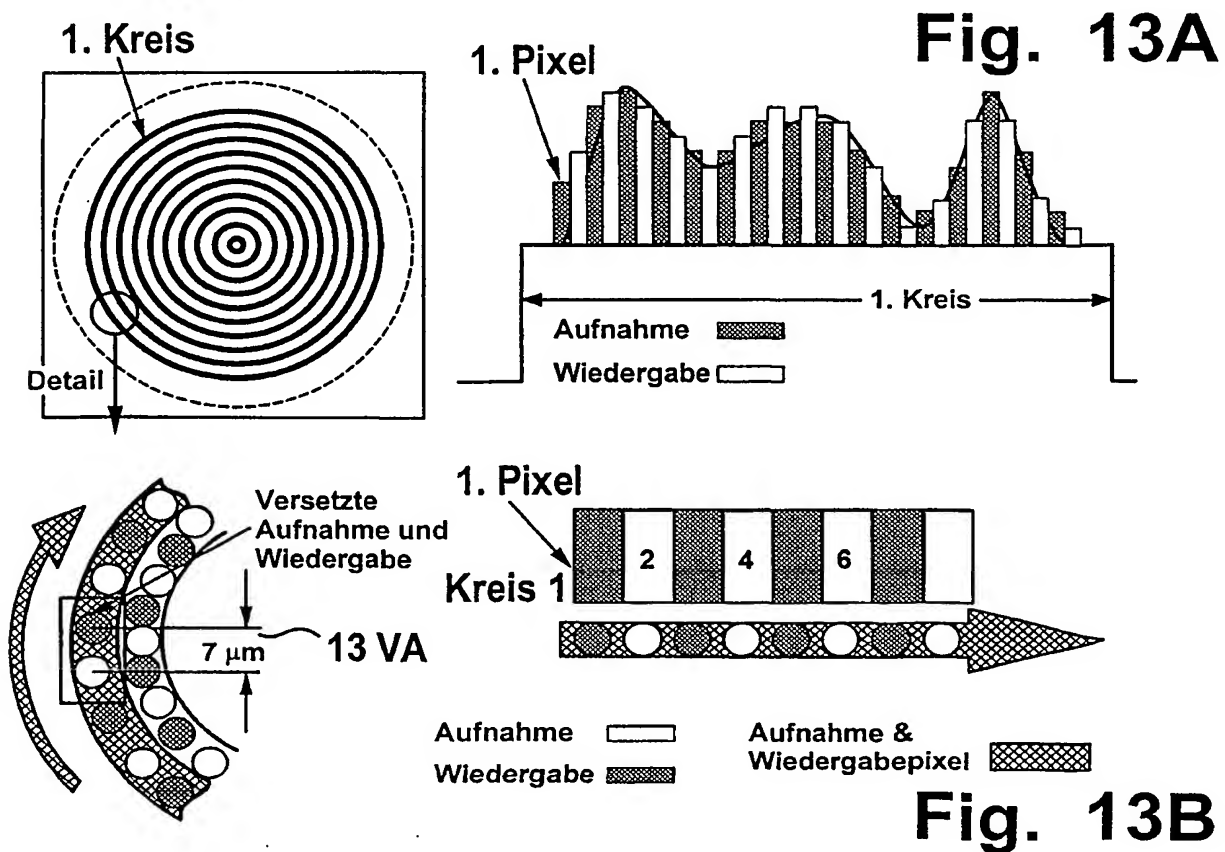 Fig. 13A
1. Kreis
1. Pixel
1. Kreis
Aufnahme
Wiedergabe
Detail
Versetzte
Aufnahme und
Wiedergabe
7 µm
13 VA
1. Pixel
2 4 6
Kreis 1
Aufnahme
Wiedergabe
Aufnahme &
Wiedergabepixel
Fig. 13B